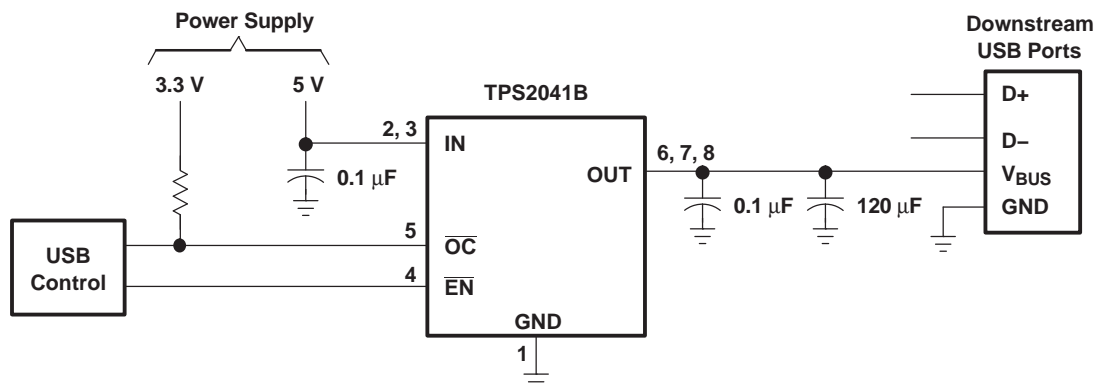 Power Supply
3.3 V
5 V
TPS2041B
Downstream
USB Ports
D+
D−
V_BUS
GND
2, 3
IN
0.1 μF
OUT
6, 7, 8
0.1 μF
120 μF
USB
Control
5
OC
4
EN
GND
1